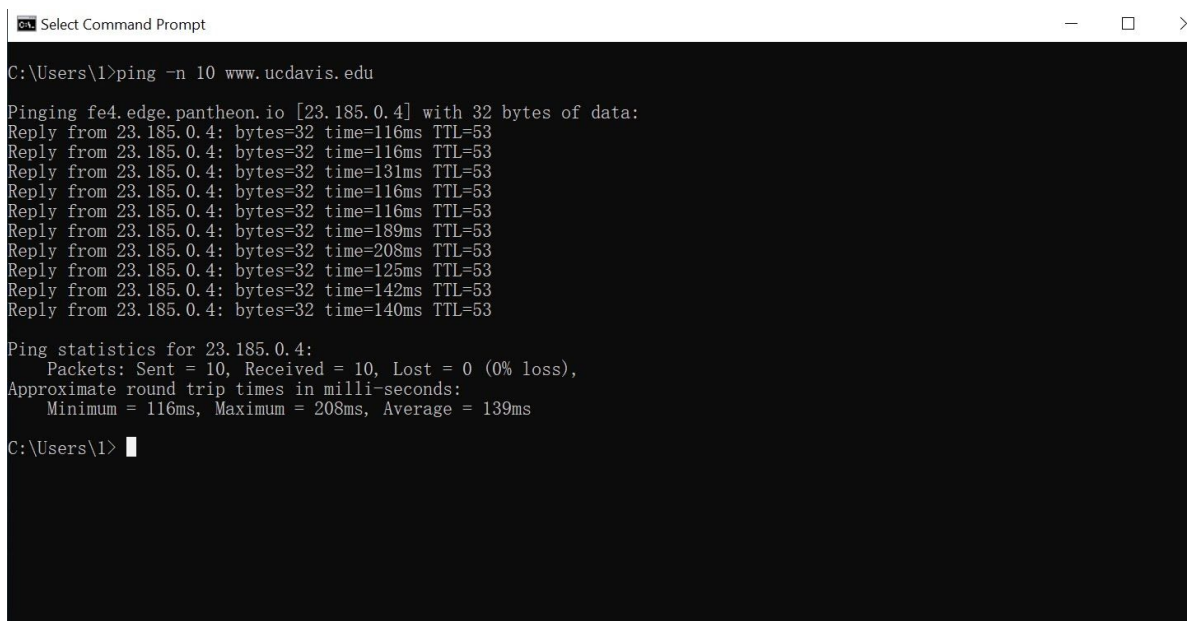 Select Command Prompt
C:\Users\1>ping -n 10 www.ucdavis.edu
Pinging fe4.edge.pantheon.io [23.185.0.4] with 32 bytes of data:
Reply from 23.185.0.4: bytes=32 time=116ms TTL=53
Reply from 23.185.0.4: bytes=32 time=116ms TTL=53
Reply from 23.185.0.4: bytes=32 time=131ms TTL=53
Reply from 23.185.0.4: bytes=32 time=116ms TTL=53
Reply from 23.185.0.4: bytes=32 time=116ms TTL=53
Reply from 23.185.0.4: bytes=32 time=189ms TTL=53
Reply from 23.185.0.4: bytes=32 time=208ms TTL=53
Reply from 23.185.0.4: bytes=32 time=125ms TTL=53
Reply from 23.185.0.4: bytes=32 time=142ms TTL=53
Reply from 23.185.0.4: bytes=32 time=140ms TTL=53
Ping statistics for 23.185.0.4:
    Packets: Sent = 10, Received = 10, Lost = 0 (0% loss),
Approximate round trip times in milli-seconds:
    Minimum = 116ms, Maximum = 208ms, Average = 139ms
C:\Users\1>